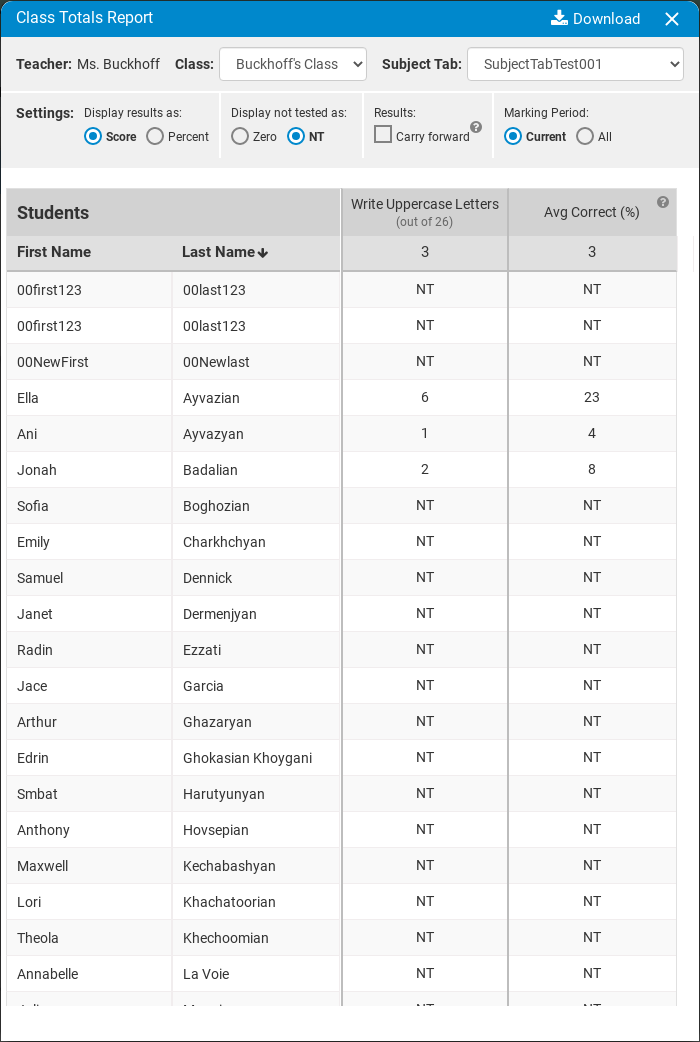 Class Totals Report Download
Teacher: Ms. Buckhoff Class: Buckhoff's Class Subject Tab: SubjectTabTest001
Settings: Display results as: Display not tested as: Results: Marking Period:
Score Percent Zero NT Carry forward ? Current All
Students Write Uppercase Letters (out of 26) Avg Correct (%) ?
First Name Last Name 3 3
00first123 00last123 NT NT
00first123 00last123 NT NT
00NewFirst 00Newlast NT NT
Ella Ayvazian 6 23
Ani Ayvazyan 1 4
Jonah Badalian 2 8
Sofia Boghozian NT NT
Emily Charkhchyan NT NT
Samuel Dennick NT NT
Janet Dermenjyan NT NT
Radin Ezzati NT NT
Jace Garcia NT NT
Arthur Ghazaryan NT NT
Edrin Ghokasian Khoygani NT NT
Smbat Harutyunyan NT NT
Anthony Hovsepian NT NT
Maxwell Kechabashyan NT NT
Lori Khachatoorian NT NT
Theola Khechoomian NT NT
Annabelle La Voie NT NT